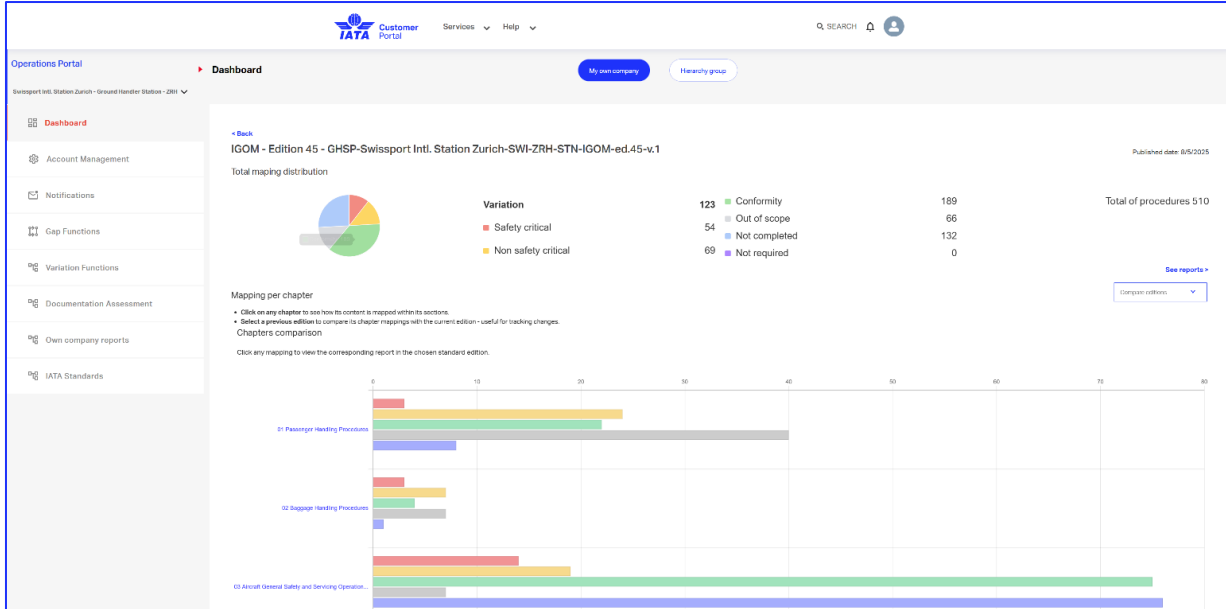 IATA Customer Portal
Services
Help
SEARCH
Operations Portal
Dashboard
My own company
Hierarchy group
Swissport Intl. Station Zurich - Ground Handler Station - ZRH
Dashboard
Account Management
Notifications
Gap Functions
Variation Functions
Documentation Assessment
Own company reports
IATA Standards
< Back
IGOM - Edition 45 - GHSP-Swissport Intl. Station Zurich-SWI-ZRH-STN-IGOM-ed.45-v.1
Published date: 8/5/2025
Total maping distribution
Variation 123
Safety critical 54
Non safety critical 69
Conformity 189
Out of scope 66
Not completed 132
Not required 0
Total of procedures 510
See reports >
Compare editions
Mapping per chapter
• Click on any chapter to see how its content is mapped within its sections.
• Select a previous edition to compare its chapter mappings with the current edition - useful for tracking changes.
Chapters comparison
Click any mapping to view the corresponding report in the chosen standard edition.
0 10 20 30 40 50 60 70 80
01 Passenger Handling Procedures
02 Baggage Handling Procedures
03 Aircraft General Safety and Servicing Operation...